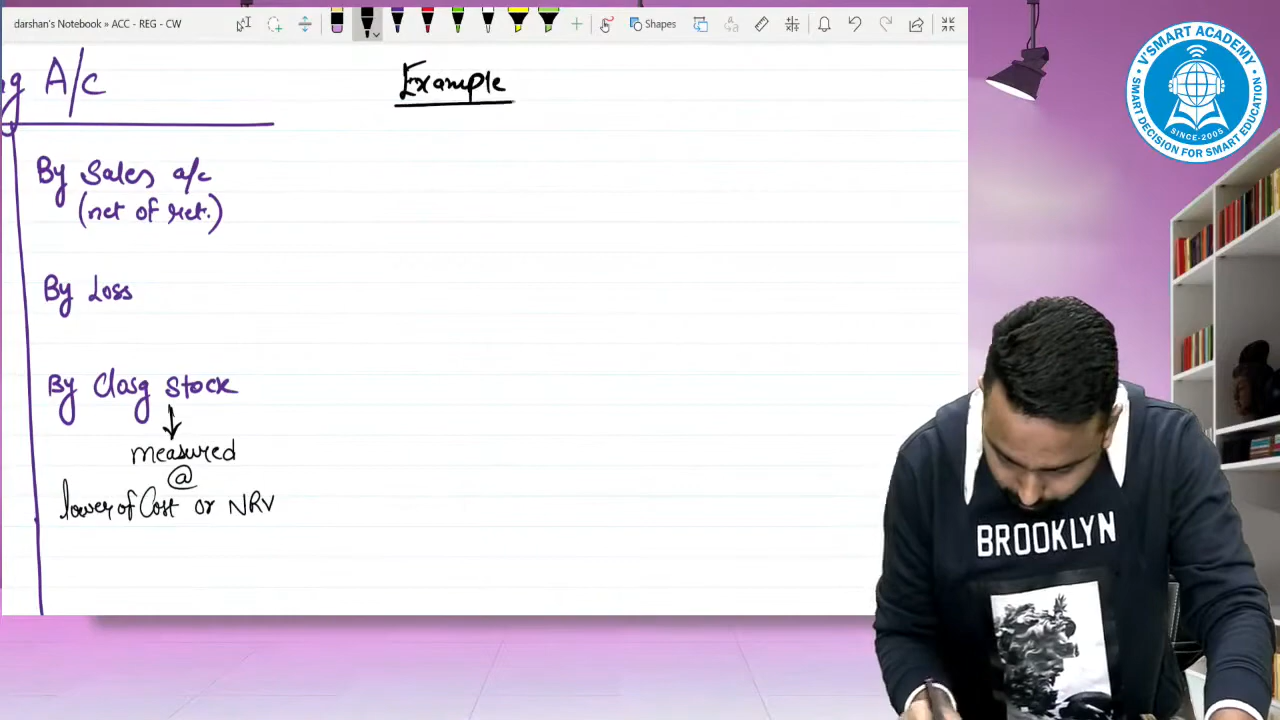 darshan's Notebook » ACC - REG - CW
Shapes
ng A/c
Example
By Sales a/c
(net of ret.)
By Loss
By Closg stock
measured
@
lower of Cost or NRV
V'SMART ACADEMY
SINCE-2005
SMART DECISION FOR SMART EDUCATION
BROOKLYN